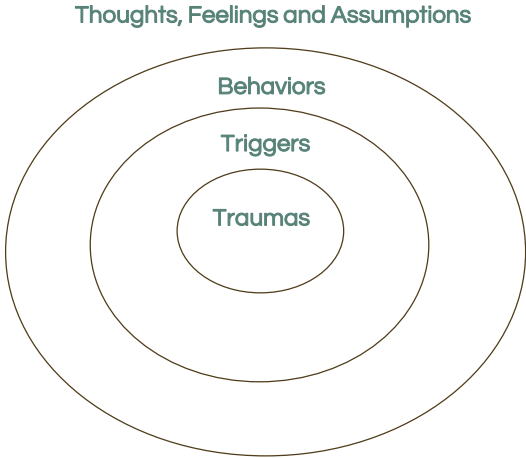 Thoughts, Feelings and Assumptions
Behaviors
Triggers
Traumas